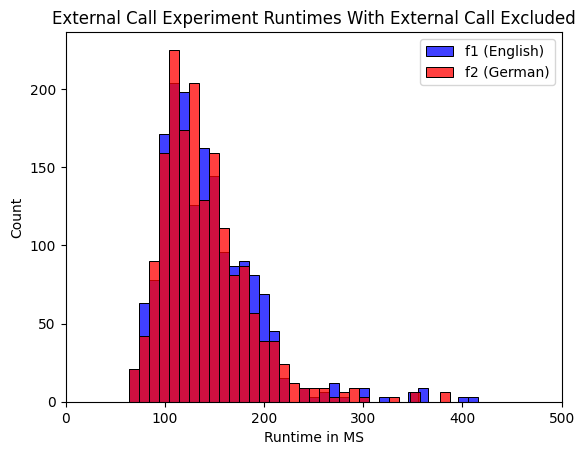 External Call Experiment Runtimes With External Call Excluded
f1 (English)
f2 (German)
200
150
100
50
0
Count
0 100 200 300 400 500
Runtime in MS